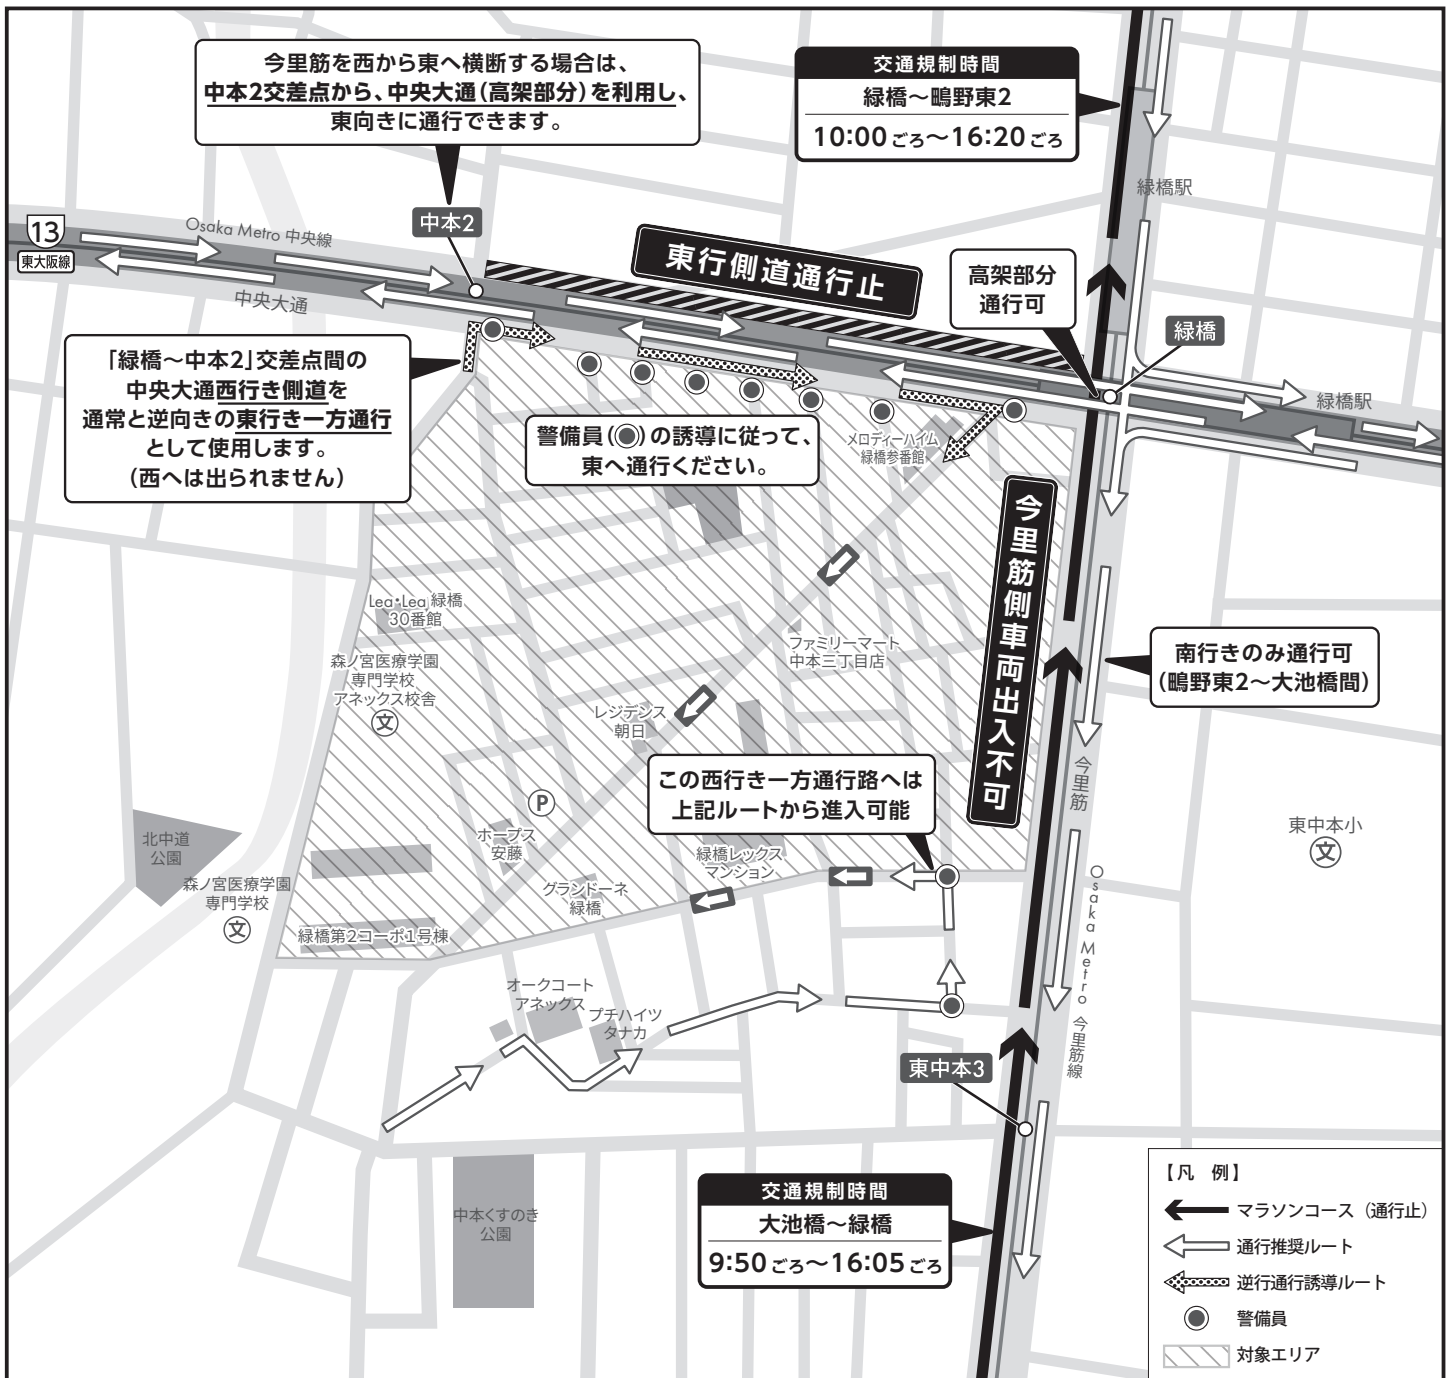 今里筋を西から東へ横断する場合は、
中本2交差点から、中央大通(高架部分)を利用し、
東向きに通行できます。
交通規制時間
緑橋〜鴫野東2
10:00ごろ〜16:20ごろ
緑橋駅
13
東大阪線
Osaka Metro 中央線
中央大通
中本2
東行側道通行止
高架部分
通行可
緑橋
緑橋駅
「緑橋〜中本2」交差点間の
中央大通西行き側道を
通常と逆向きの東行き一方通行
として使用します。
(西へは出られません)
警備員(◉)の誘導に従って、
東へ通行ください。
メロディーハイム
緑橋参番館
今里筋側車両出入不可
Lea・Lea 緑橋
30番館
森ノ宮医療学園
専門学校
アネックス校舎
文
ファミリーマート
中本三丁目店
レジデンス
朝日
南行きのみ通行可
(鴫野東2〜大池橋間)
この西行き一方通行路へは
上記ルートから進入可能
今里筋
P
ホープス
安藤
緑橋レックス
マンション
グランドーネ
緑橋
北中道
公園
森ノ宮医療学園
専門学校
文
緑橋第2コーポ1号棟
東中本小
文
Osaka Metro 今里筋線
オークコート
アネックス
プチハイツ
タナカ
東中本3
中本くすのき
公園
交通規制時間
大池橋〜緑橋
9:50ごろ〜16:05ごろ
【凡 例】
マラソンコース(通行止)
通行推奨ルート
逆行通行誘導ルート
警備員
対象エリア